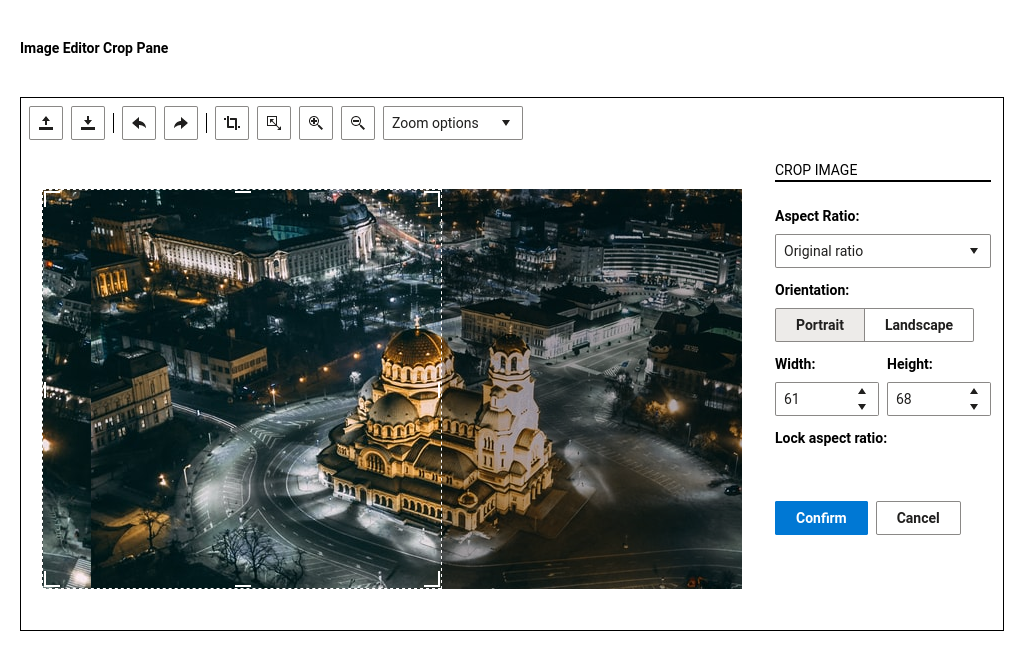 Image Editor Crop Pane
Zoom options
CROP IMAGE
Aspect Ratio:
Original ratio
Orientation:
Portrait Landscape
Width: Height:
61 68
Lock aspect ratio:
Confirm Cancel